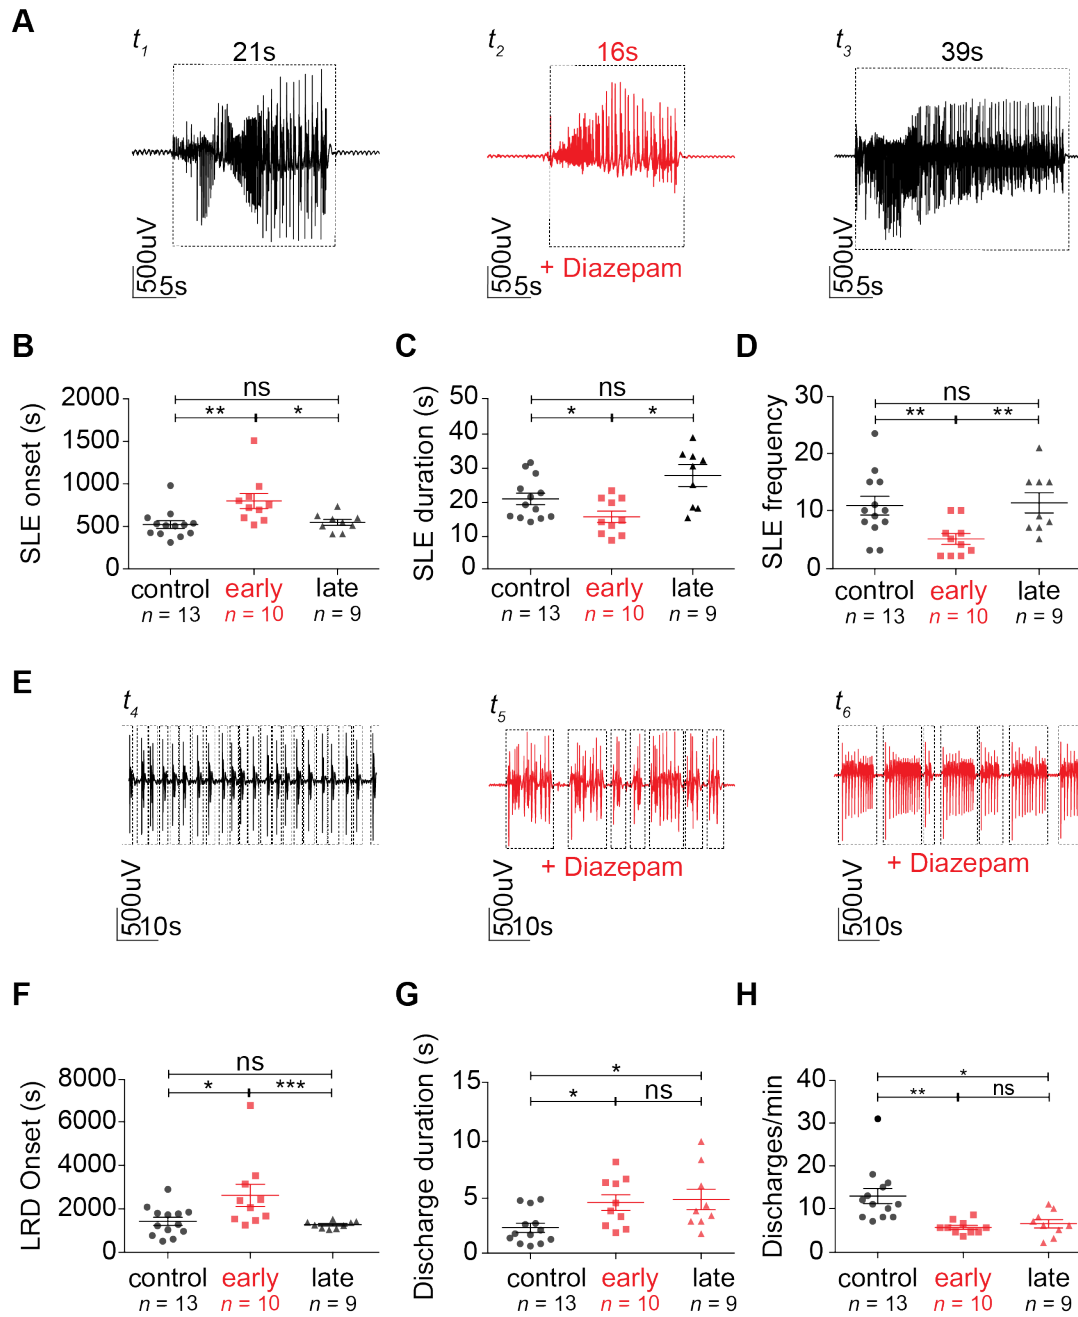 A
t1
21s
t2
16s
t3
39s
500uV
5s
500uV
5s
+ Diazepam
500uV
5s
B
SLE onset (s)
2000
1500
1000
500
0
ns
**
*
control
early
late
n = 13
n = 10
n = 9
C
SLE duration (s)
50
40
30
20
10
0
ns
*
*
control
early
late
n = 13
n = 10
n = 9
D
SLE frequency
30
20
10
0
ns
**
**
control
early
late
n = 13
n = 10
n = 9
E
t4
t5
t6
500uV
10s
500uV
10s
+ Diazepam
500uV
10s
+ Diazepam
F
LRD Onset (s)
8000
6000
4000
2000
0
ns
*
***
control
early
late
n = 13
n = 10
n = 9
G
Discharge duration (s)
15
10
5
0
*
*
ns
control
early
late
n = 13
n = 10
n = 9
H
Discharges/min
40
30
20
10
0
*
**
ns
control
early
late
n = 13
n = 10
n = 9